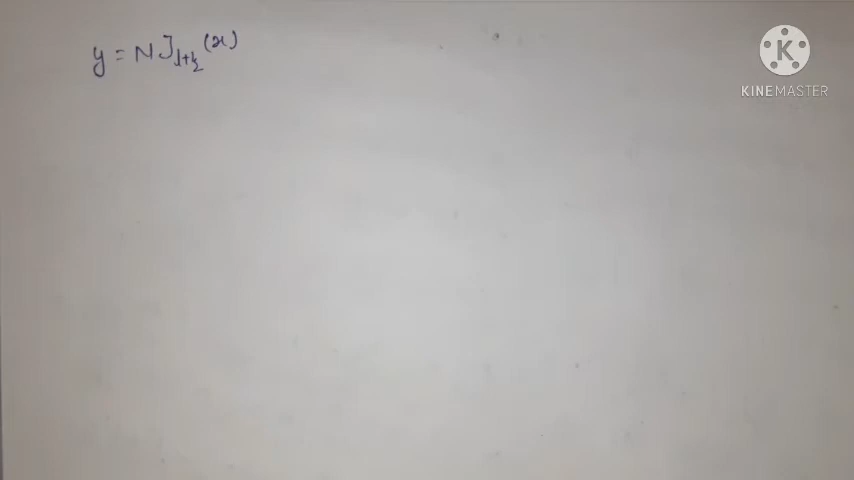 y = N J_{l+½}(x)
KINEMASTER